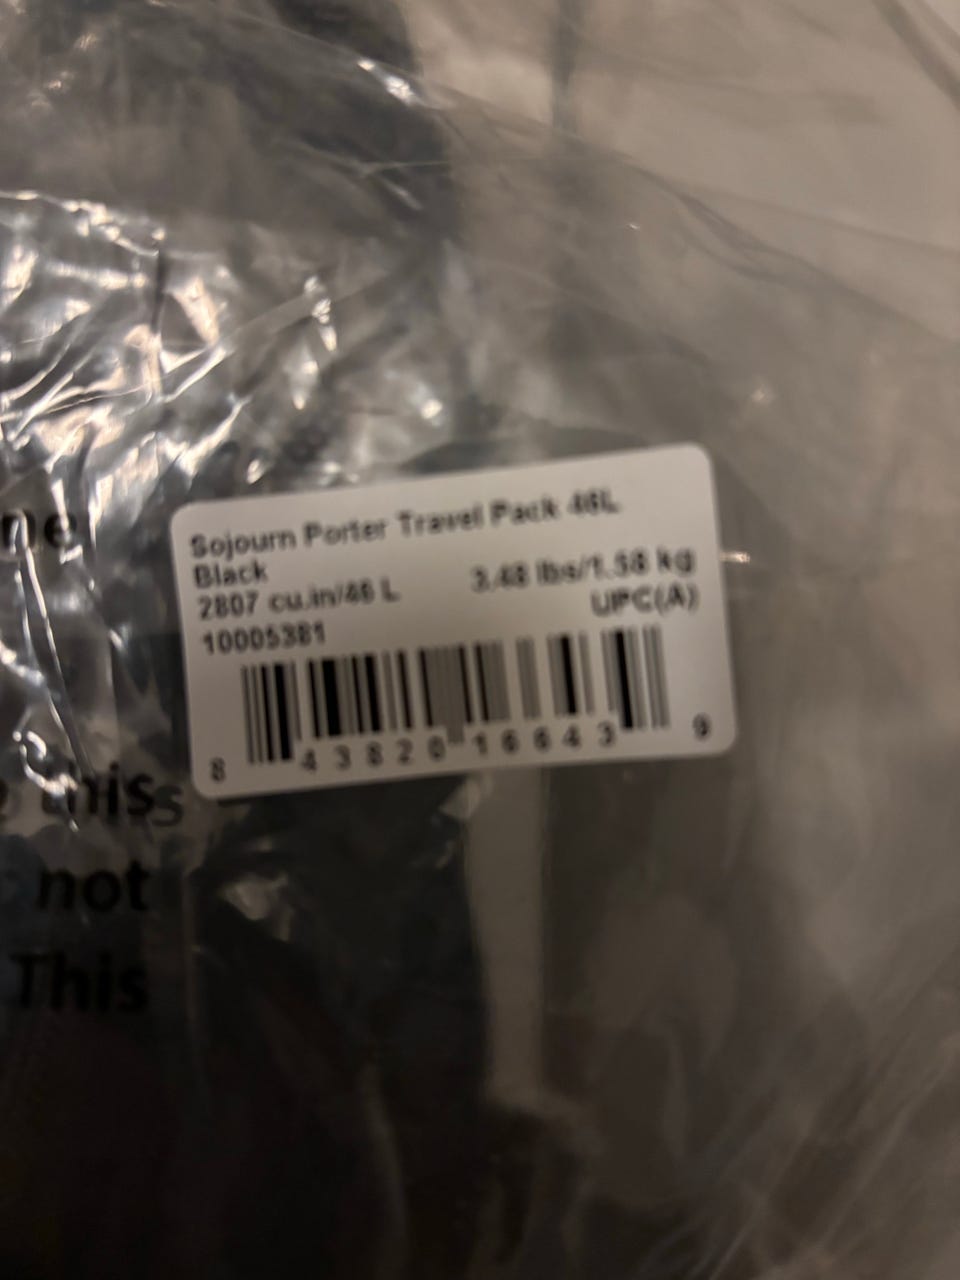 Sojourn Porter Travel Pack 46L
Black
2807 cu.in/46 L 3.48 lbs/1.58 kg
10005381 UPC(A)
8 43820 16643 9
ne
this
not
This